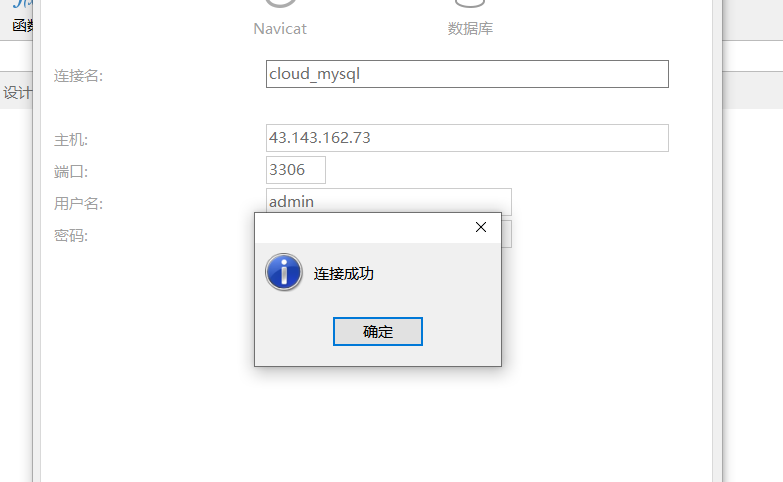 函数
Navicat
数据库
连接名:
cloud_mysql
设计
主机:
43.143.162.73
端口:
3306
用户名:
admin
密码:
连接成功
确定